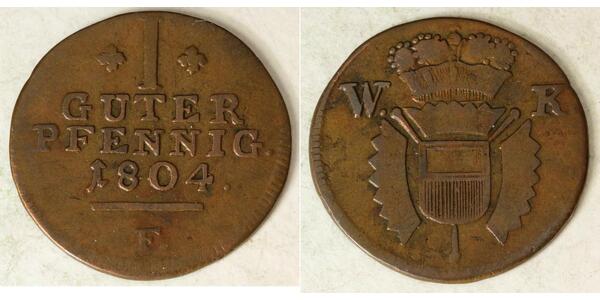 1
GUTER
PFENNIG.
1804.
F
W K